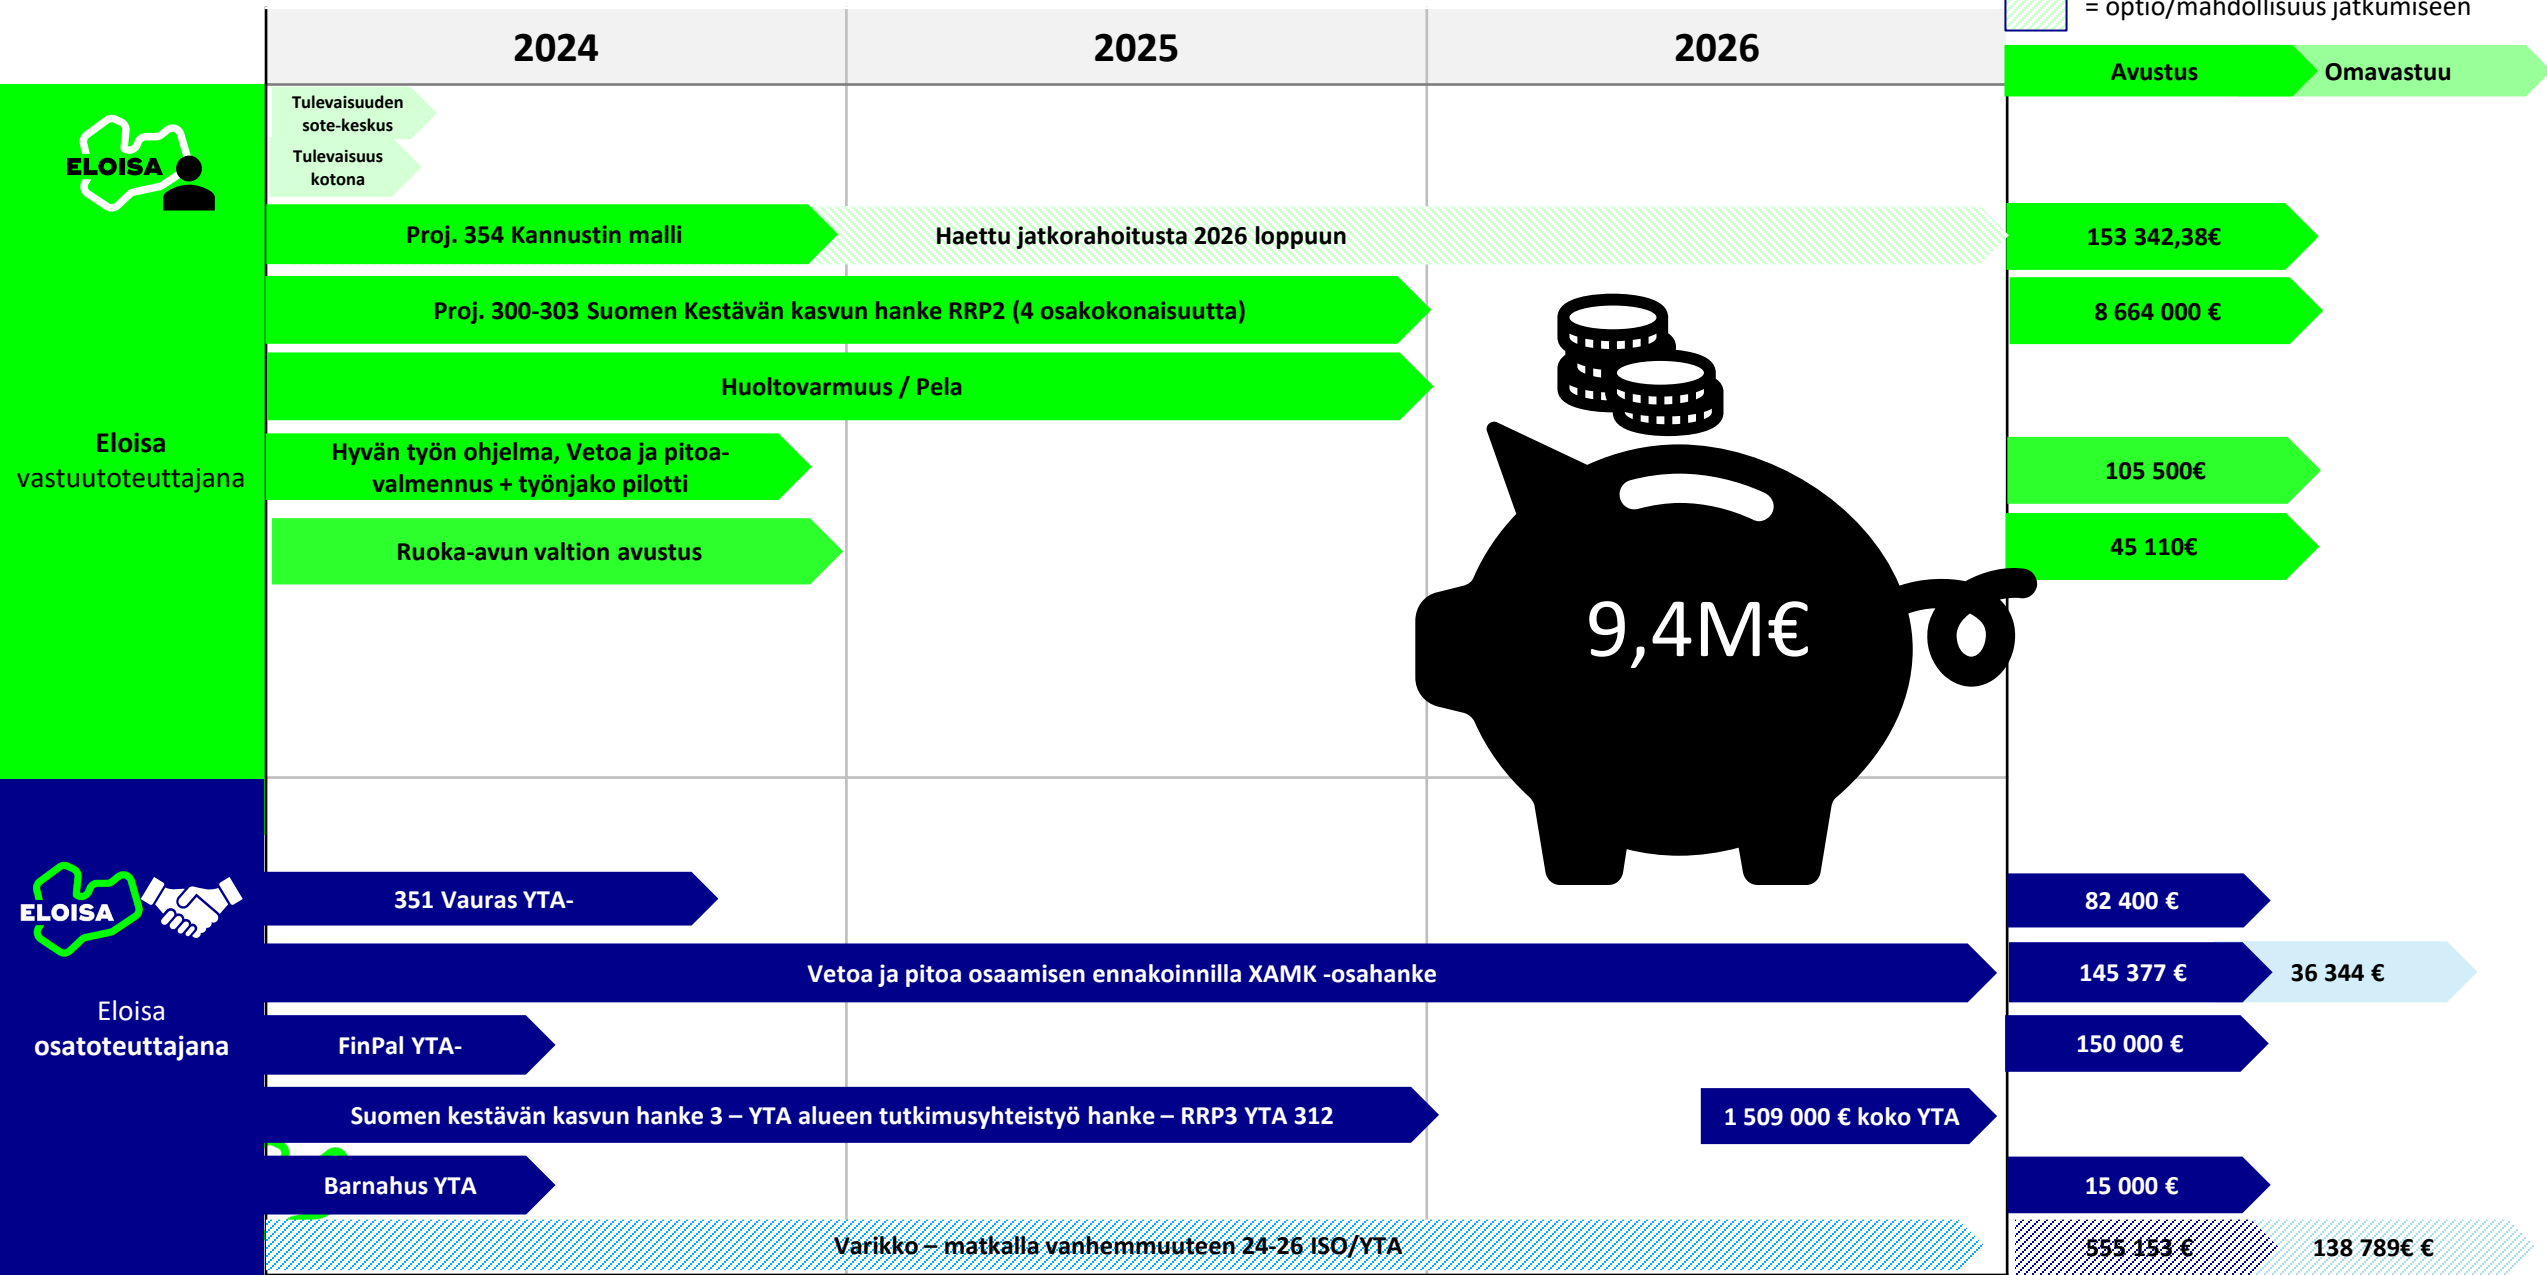 = optio/mahdollisuus jatkumiseen
2024
2025
2026
Avustus
Omavastuu
ELOISA
Tulevaisuuden
sote-keskus
Tulevaisuus
kotona
Proj. 354 Kannustin malli
Haettu jatkorahoitusta 2026 loppuun
153 342,38€
Proj. 300-303 Suomen Kestävän kasvun hanke RRP2 (4 osakokonaisuutta)
8 664 000 €
Huoltovarmuus / Pela
Eloisa
vastuutoteuttajana
Hyvän työn ohjelma, Vetoa ja pitoa-
valmennus + työnjako pilotti
105 500€
Ruoka-avun valtion avustus
45 110€
9,4M€
ELOISA
Eloisa
osatoteuttajana
351 Vauras YTA-
82 400 €
Vetoa ja pitoa osaamisen ennakoinnilla XAMK -osahanke
145 377 €
36 344 €
FinPal YTA-
150 000 €
Suomen kestävän kasvun hanke 3 – YTA alueen tutkimusyhteistyö hanke – RRP3 YTA 312
1 509 000 € koko YTA
Barnahus YTA
15 000 €
Varikko – matkalla vanhemmuuteen 24-26 ISO/YTA
555 153 €
138 789€ €